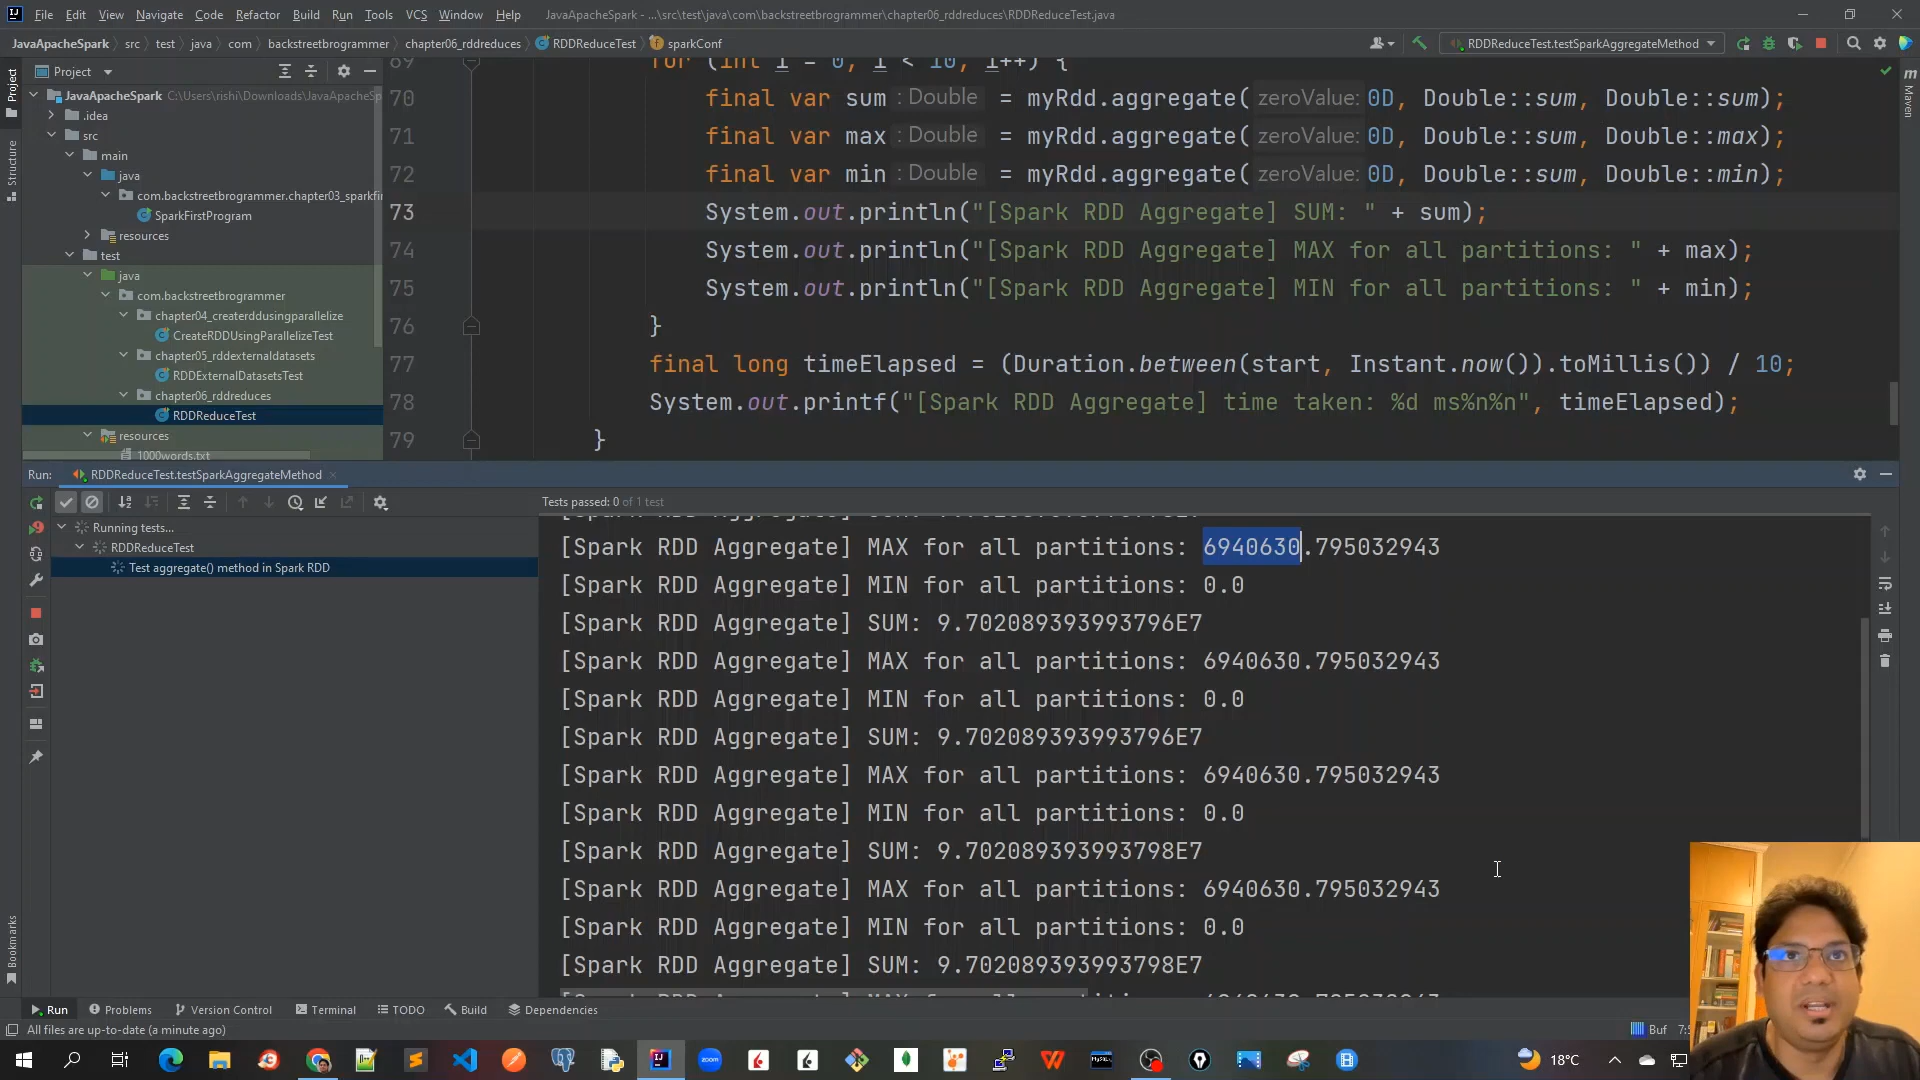 File Edit View Navigate Code Refactor Build Run Tools VCS Window Help JavaApacheSpark - ...\src\test\java\com\backstreetbrogrammer\chapter06_rddreduces\RDDReduceTest.java
JavaApacheSpark src test java com backstreetbrogrammer chapter06_rddreduces RDDReduceTest sparkConf RDDReduceTest.testSparkAggregateMethod
Project
Project
JavaApacheSpark C:\Users\rishi\Downloads\JavaApacheSp
.idea
src
main
java
com.backstreetbrogrammer.chapter03_sparkfir
SparkFirstProgram
resources
test
java
com.backstreetbrogrammer
chapter04_createrddusingparallelize
CreateRDDUsingParallelizeTest
chapter05_rddexternaldatasets
RDDExternalDatasetsTest
chapter06_rddreduces
RDDReduceTest
resources
1000words.txt
Structure
Bookmarks
Maven
69 for (int i = 0; i < 10; i++) {
70 final var sum : Double = myRdd.aggregate( zeroValue: 0D, Double::sum, Double::sum);
71 final var max : Double = myRdd.aggregate( zeroValue: 0D, Double::sum, Double::max);
72 final var min : Double = myRdd.aggregate( zeroValue: 0D, Double::sum, Double::min);
73 System.out.println("[Spark RDD Aggregate] SUM: " + sum);
74 System.out.println("[Spark RDD Aggregate] MAX for all partitions: " + max);
75 System.out.println("[Spark RDD Aggregate] MIN for all partitions: " + min);
76 }
77 final long timeElapsed = (Duration.between(start, Instant.now()).toMillis()) / 10;
78 System.out.printf("[Spark RDD Aggregate] time taken: %d ms%n%n", timeElapsed);
79 }
Run: RDDReduceTest.testSparkAggregateMethod
Tests passed: 0 of 1 test
Running tests...
RDDReduceTest
Test aggregate() method in Spark RDD
[Spark RDD Aggregate] MAX for all partitions: 6940630.795032943
[Spark RDD Aggregate] MIN for all partitions: 0.0
[Spark RDD Aggregate] SUM: 9.702089393993796E7
[Spark RDD Aggregate] MAX for all partitions: 6940630.795032943
[Spark RDD Aggregate] MIN for all partitions: 0.0
[Spark RDD Aggregate] SUM: 9.702089393993796E7
[Spark RDD Aggregate] MAX for all partitions: 6940630.795032943
[Spark RDD Aggregate] MIN for all partitions: 0.0
[Spark RDD Aggregate] SUM: 9.702089393993798E7
[Spark RDD Aggregate] MAX for all partitions: 6940630.795032943
[Spark RDD Aggregate] MIN for all partitions: 0.0
[Spark RDD Aggregate] SUM: 9.702089393993798E7
Run Problems Version Control Terminal TODO Build Dependencies
All files are up-to-date (a minute ago) Buf
18°C